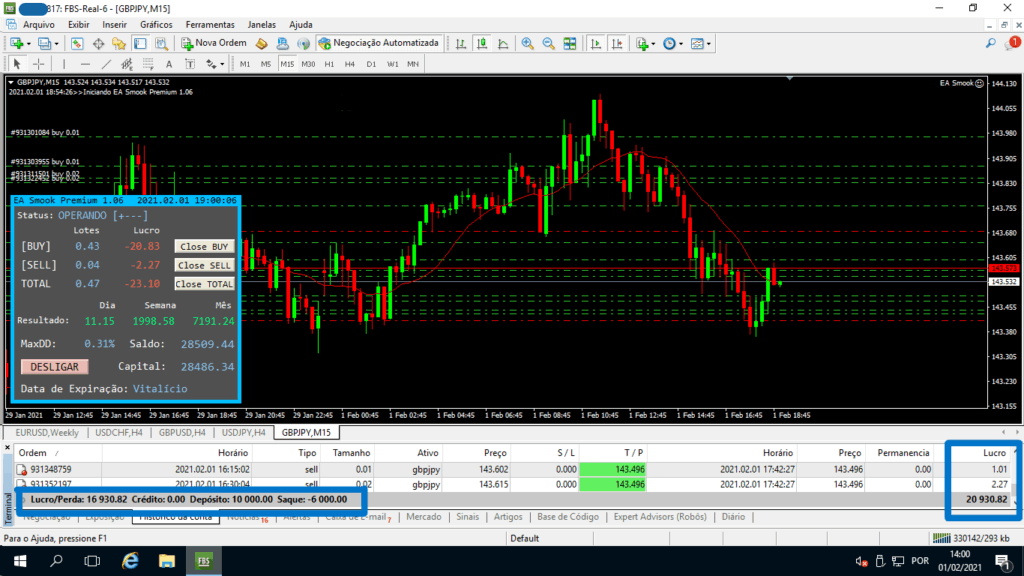 817: FBS-Real-6 - [GBPJPY,M15]
Arquivo Exibir Inserir Gráficos Ferramentas Janelas Ajuda
Nova Ordem Negociação Automatizada 1
A T M1 M5 M15 M30 H1 H4 D1 W1 MN
GBPJPY,M15 143.524 143.534 143.517 143.532
EA Smook
2021.02.01 18:54:26>>Iniciando EA Smook Premium 1.06
#931301084 buy 0.01
#931303955 buy 0.01
EA Smook Premium 1.06 2021.02.01 19:00:06
Status: OPERANDO [+---]
Lotes Lucro
[BUY] 0.43 -20.83 Close BUY
[SELL] 0.04 -2.27 Close SELL
TOTAL 0.47 -23.10 Close TOTAL
Dia Semana Mês
Resultado: 11.15 1998.58 7191.24
MaxDD: 0.31% Saldo: 28509.44
DESLIGAR Capital: 28486.34
Data de Expiração: Vitalício
144.130
144.055
143.980
143.905
143.830
143.755
143.680
143.605
143.532
143.455
143.380
143.305
143.230
143.155
29 Jan 2021 29 Jan 12:45 29 Jan 14:45 29 Jan 16:45 29 Jan 18:45 29 Jan 20:45 29 Jan 22:45 1 Feb 00:45 1 Feb 02:45 1 Feb 04:45 1 Feb 06:45 1 Feb 08:45 1 Feb 10:45 1 Feb 12:45 1 Feb 14:45 1 Feb 16:45 1 Feb 18:45
EURUSD,Weekly USDCHF,H4 GBPUSD,H4 USDJPY,H4 GBPJPY,M15
Ordem Horário Tipo Tamanho Ativo Preço S / L T / P Horário Preço Permanencia Lucro
931348759 2021.02.01 16:15:02 sell 0.01 gbpjpy 143.602 0.000 143.496 2021.02.01 17:42:27 143.496 0.00 1.01
931352197 2021.02.01 16:30:04 sell 0.02 gbpjpy 143.615 0.000 143.496 2021.02.01 17:42:27 143.496 0.00 2.27
Lucro/Perda: 16 930.82 Crédito: 0.00 Depósito: 10 000.00 Saque: -6 000.00 20 930.82
Terminal
Negociação Exposição Histórico da conta Notícias 16 Alertas Caixa de E-mail 7 Mercado Sinais Artigos Base de Código Expert Advisors (Robôs) Diário
Para o Ajuda, pressione F1 Default 330142/293 kb
FBS POR 14:00
01/02/2021 1